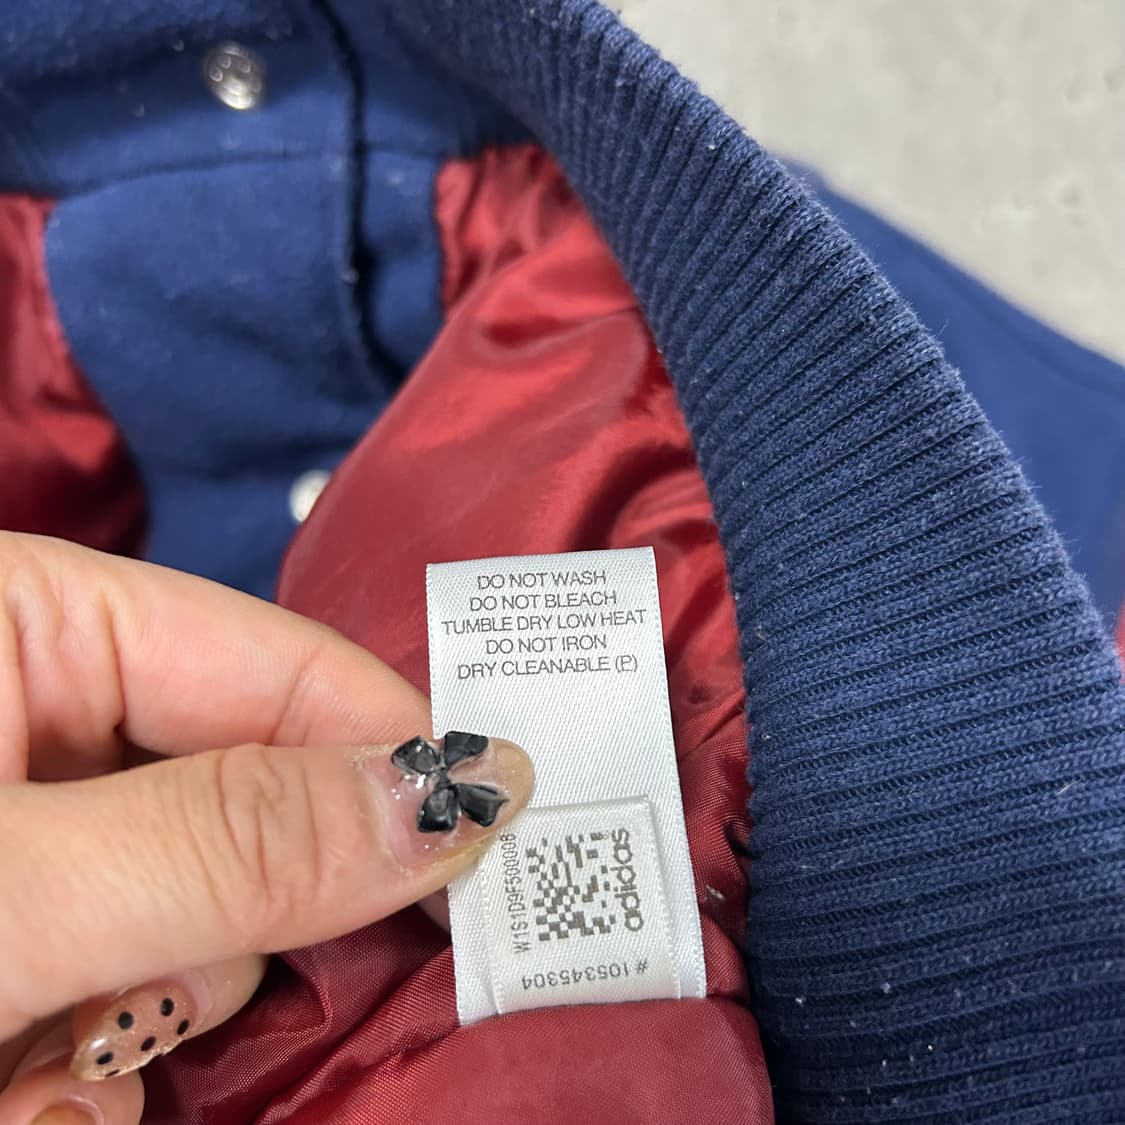 DO NOT WASH
DO NOT BLEACH
TUMBLE DRY LOW HEAT
DO NOT IRON
DRY CLEANABLE (P)
W1S1D9F500008
adidas
#105345304